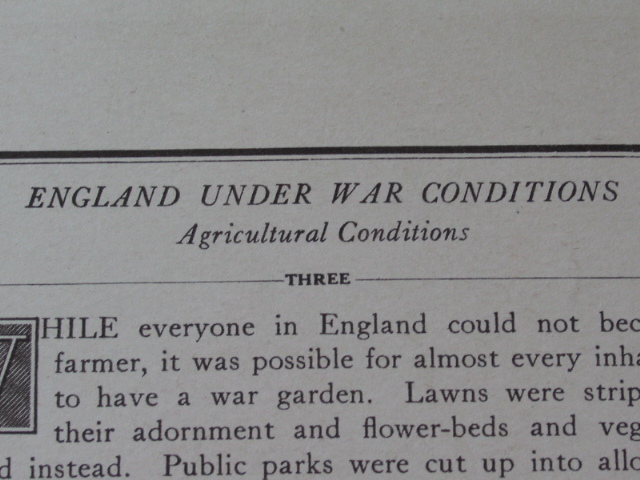 ENGLAND UNDER WAR CONDITIONS
Agricultural Conditions
THREE
WHILE everyone in England could not bec
farmer, it was possible for almost every inha
to have a war garden. Lawns were strip
their adornment and flower-beds and veg
d instead. Public parks were cut up into allo